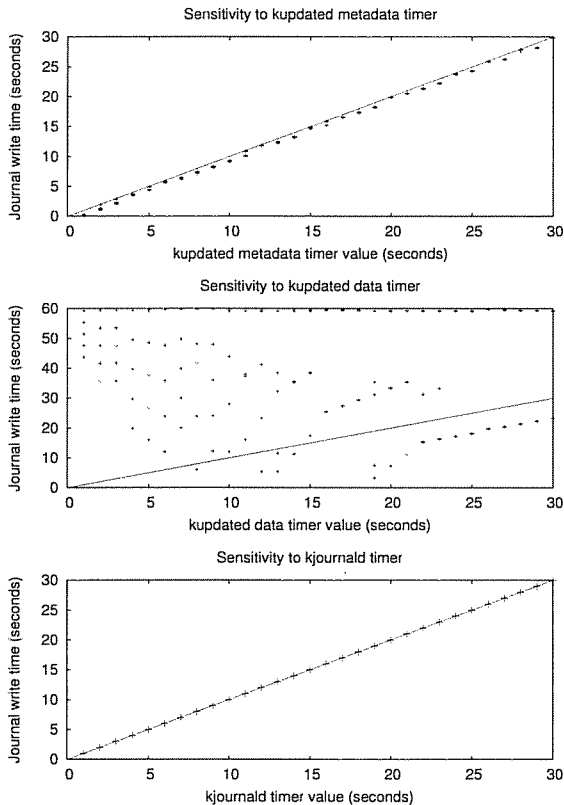 Sensitivity to kupdated metadata timer
Journal write time (seconds)
30
25
20
15
10
5
0
0 5 10 15 20 25 30
kupdated metadata timer value (seconds)
Sensitivity to kupdated data timer
Journal write time (seconds)
60
50
40
30
20
10
0
0 5 10 15 20 25 30
kupdated data timer value (seconds)
Sensitivity to kjournald timer
Journal write time (seconds)
30
25
20
15
10
5
0
0 5 10 15 20 25 30
kjournald timer value (seconds)